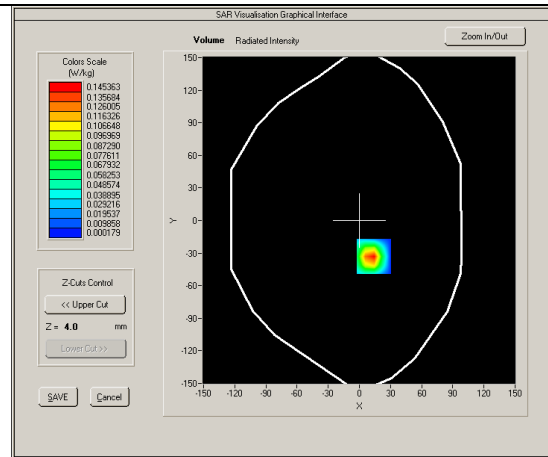 SAR Visualisation Graphical Interface
Volume Radiated Intensity
Zoom In/Out
Colors Scale
(W/kg)
0.145363
0.135684
0.126005
0.116326
0.106648
0.096969
0.087290
0.077611
0.067932
0.058253
0.048574
0.038895
0.029216
0.019537
0.009858
0.000179
Z-Cuts Control
<< Upper Cut
Z = 4.0 mm
Lower Cut >>
SAVE Cancel
150
120
90
60
30
0
-30
-60
-90
-120
-150
Y
-150 -120 -90 -60 -30 0 30 60 90 120 150
X